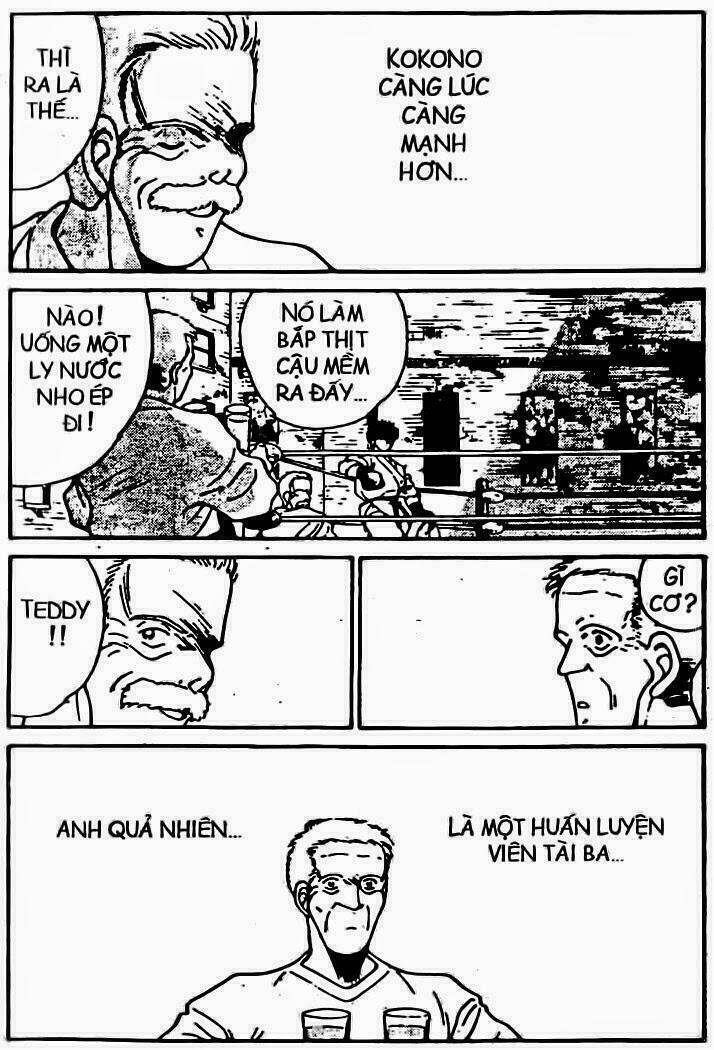 THÌ
RA LÀ
THẾ...
KOKONO
CÀNG LÚC
CÀNG
MẠNH
HƠN...
NÀO!
UỐNG MỘT
LY NƯỚC
NHO ÉP
ĐI!
NÓ LÀM
BẮP THỊT
CẬU MỀM
RA ĐẤY...
TEDDY
!!
GÌ
CƠ?
ANH QUẢ NHIÊN...
LÀ MỘT HUẤN LUYỆN
VIÊN TÀI BA...